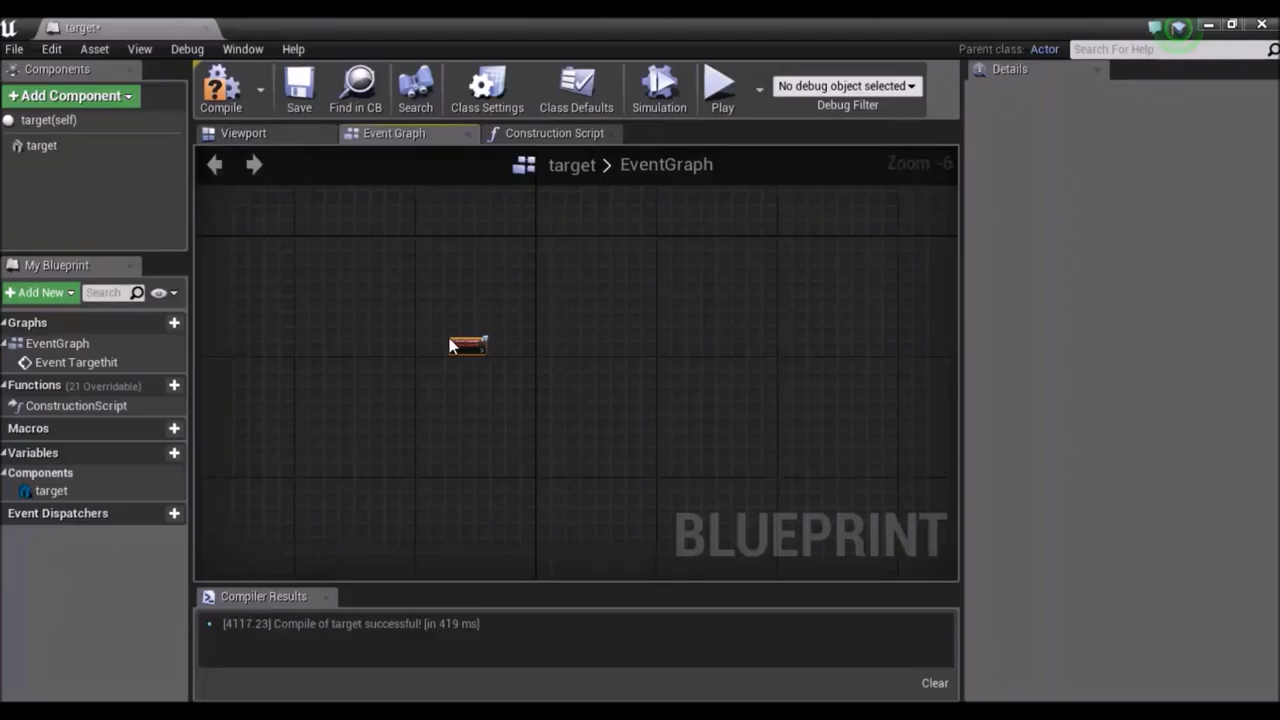 target*
File Edit Asset View Debug Window Help
Parent class: Actor
Search For Help
Components
+Add Component
target(self)
target
Compile
Save
Find in CB
Search
Class Settings
Class Defaults
Simulation
Play
No debug object selected
Debug Filter
Details
Viewport
Event Graph
Construction Script
target > EventGraph
Zoom -6
My Blueprint
+Add New
Search
Graphs
EventGraph
Event Targethit
Functions (21 Overridable)
ConstructionScript
Macros
Variables
Components
target
Event Dispatchers
BLUEPRINT
Compiler Results
[4117.23] Compile of target successful! [in 419 ms]
Clear